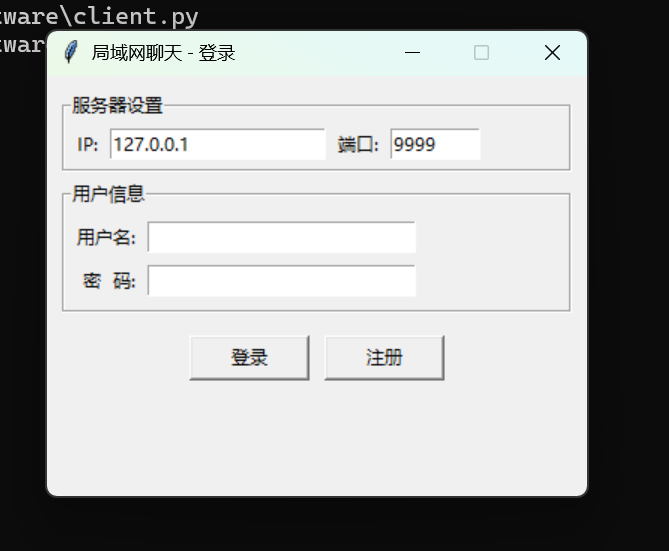 tware\client.py
tware
局域网聊天 - 登录
服务器设置
IP: 127.0.0.1 端口: 9999
用户信息
用户名:
密 码:
登录 注册